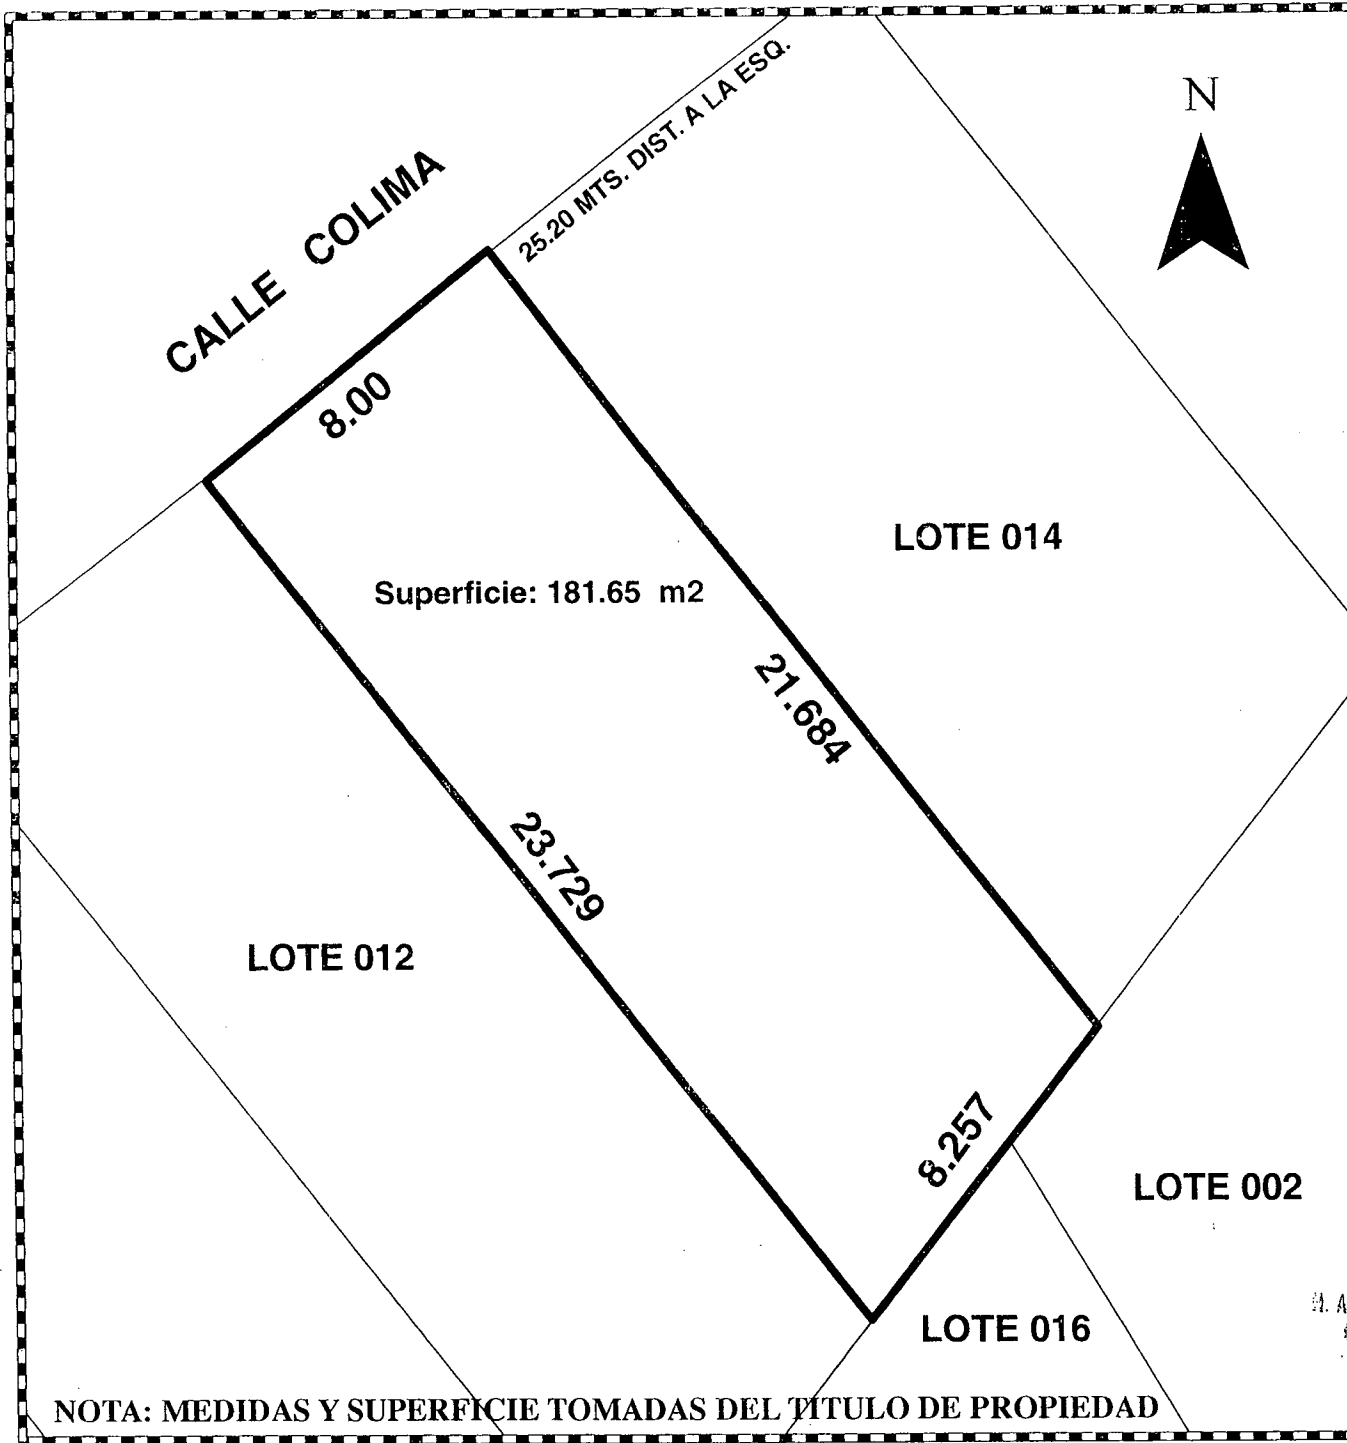 25.20 MTS. DIST. A LA ESQ.
N
CALLE COLIMA
8.00
LOTE 014
Superficie: 181.65 m2
21.684
23.729
LOTE 012
8.257
LOTE 002
LOTE 016
NOTA: MEDIDAS Y SUPERFICIE TOMADAS DEL TITULO DE PROPIEDAD